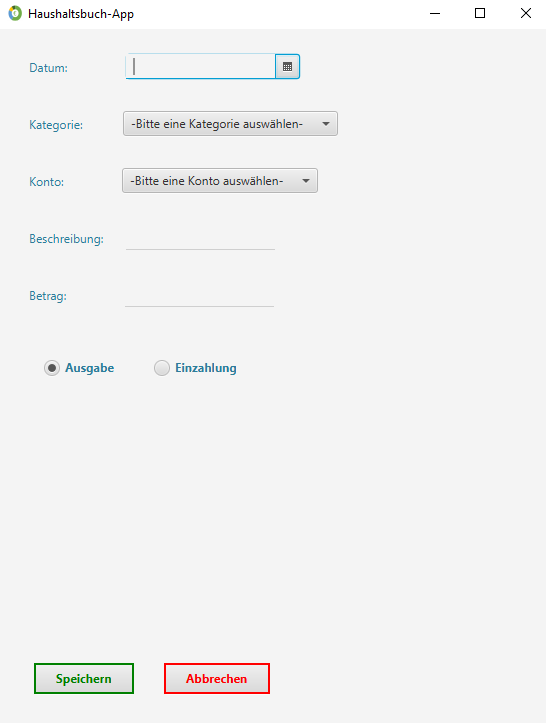 Haushaltsbuch-App
Datum:
Kategorie: -Bitte eine Kategorie auswählen-
Konto: -Bitte eine Konto auswählen-
Beschreibung:
Betrag:
Ausgabe Einzahlung
Speichern Abbrechen